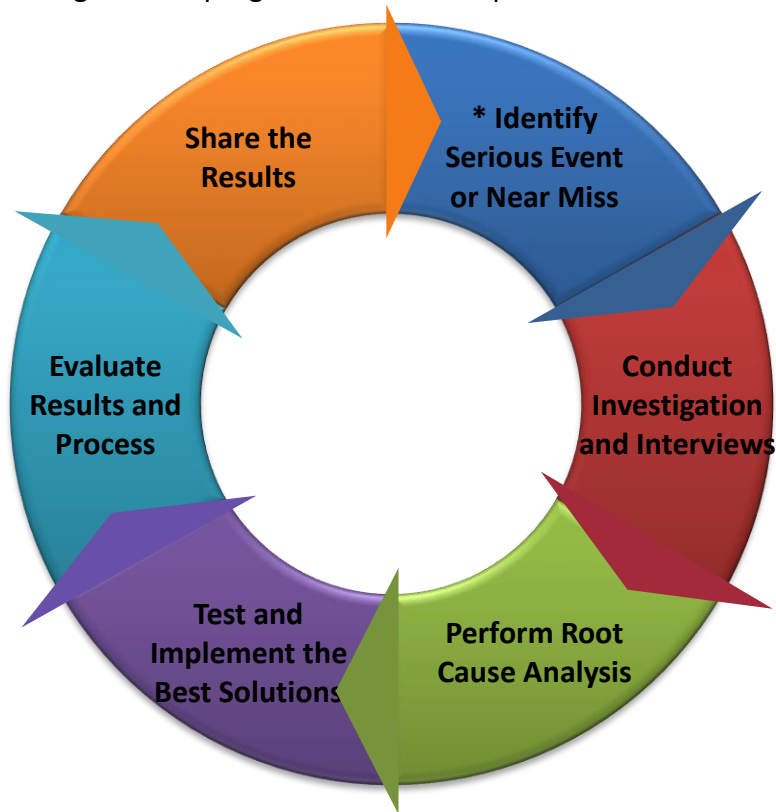 * Identify
Serious Event
or Near Miss
Conduct
Investigation
and Interviews
Perform Root
Cause Analysis
Test and
Implement the
Best Solutions
Evaluate
Results and
Process
Share the
Results